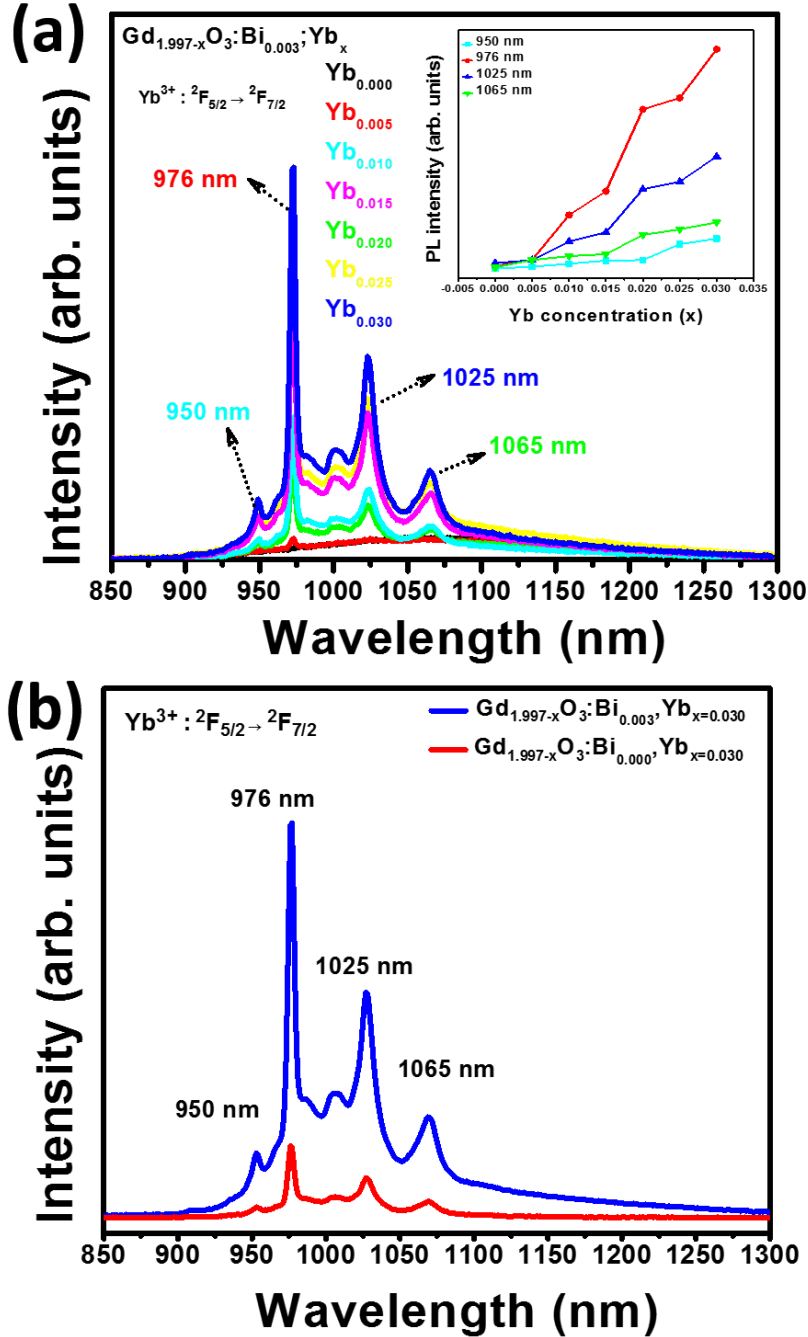 (a)
Gd1.997-xO3:Bi0.003;Ybx
Yb3+ : 2F5/2→ 2F7/2
Yb0.000
Yb0.005
Yb0.010
Yb0.015
Yb0.020
Yb0.025
Yb0.030
976 nm
950 nm
1025 nm
1065 nm
950 nm
976 nm
1025 nm
1065 nm
PL intensity (arb. units)
-0.005 0.000 0.005 0.010 0.015 0.020 0.025 0.030 0.035
Yb concentration (x)
Intensity (arb. units)
850 900 950 1000 1050 1100 1150 1200 1250 1300
Wavelength (nm)
(b)
Yb3+ : 2F5/2→ 2F7/2
Gd1.997-xO3:Bi0.003,Ybx=0.030
Gd1.997-xO3:Bi0.000,Ybx=0.030
976 nm
1025 nm
1065 nm
950 nm
Intensity (arb. units)
850 900 950 1000 1050 1100 1150 1200 1250 1300
Wavelength (nm)